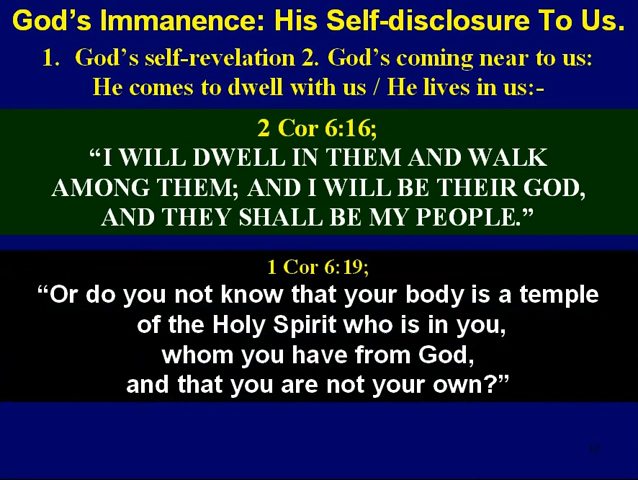 God's Immanence: His Self-disclosure To Us.
1. God's self-revelation 2. God's coming near to us:
He comes to dwell with us / He lives in us:-
2 Cor 6:16;
“I WILL DWELL IN THEM AND WALK
AMONG THEM; AND I WILL BE THEIR GOD,
AND THEY SHALL BE MY PEOPLE.”
1 Cor 6:19;
“Or do you not know that your body is a temple
of the Holy Spirit who is in you,
whom you have from God,
and that you are not your own?”